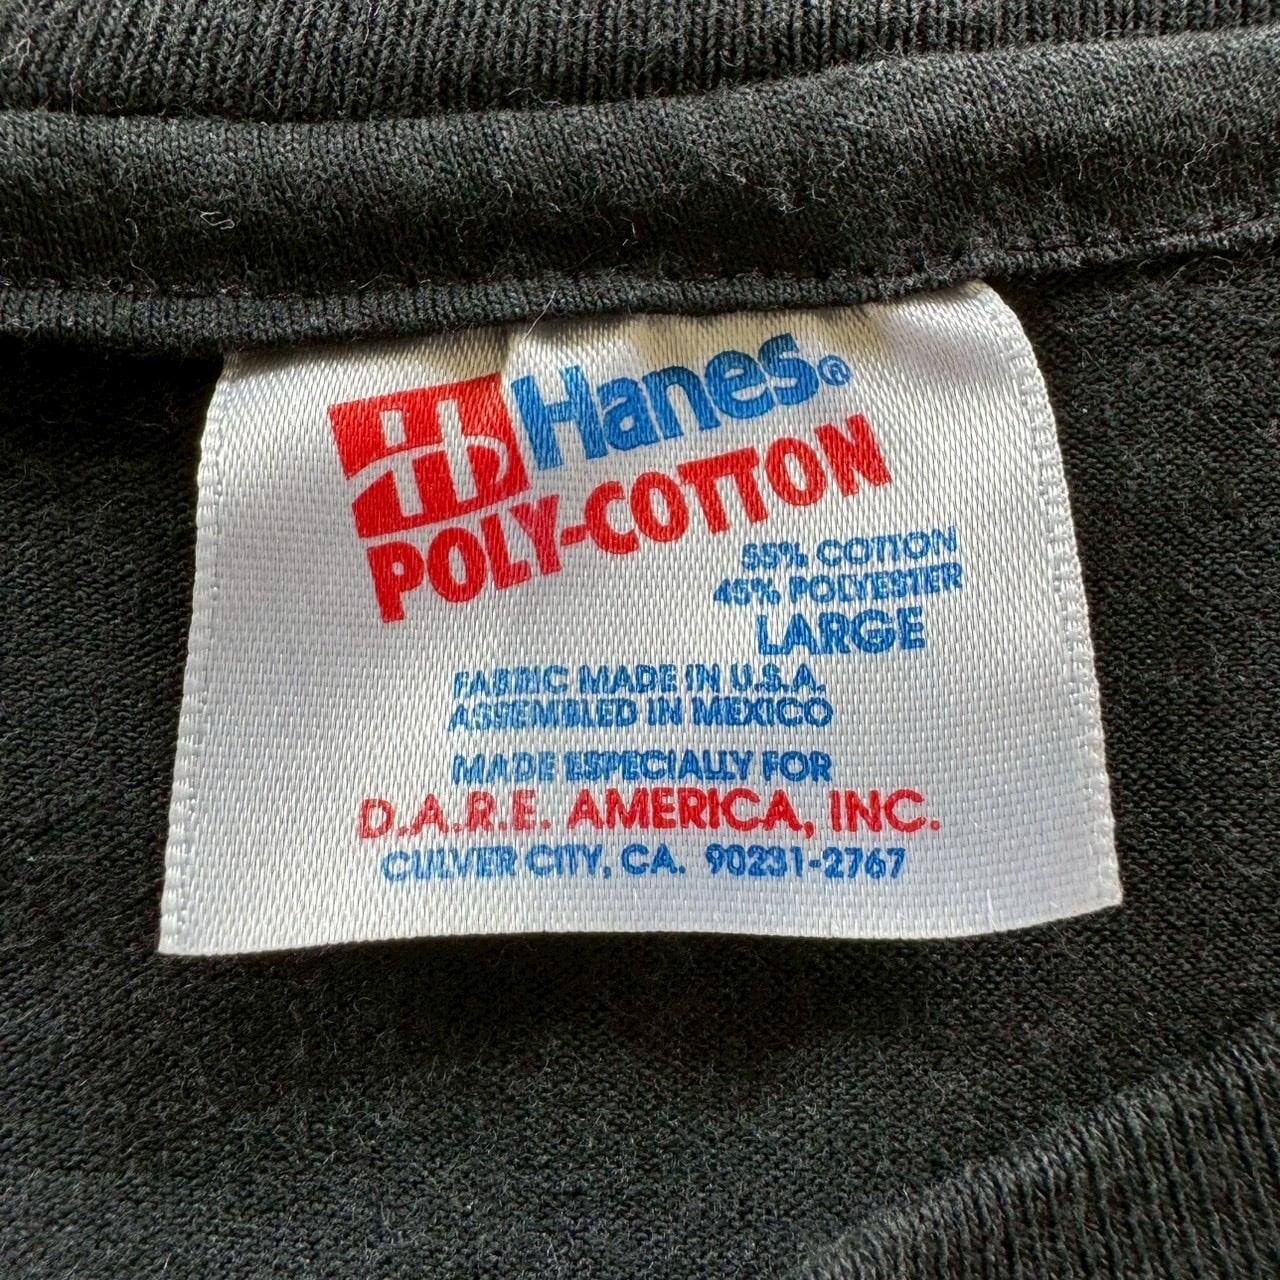 Hanes®
POLY-COTTON
55% COTTON
45% POLYESTER
LARGE
FABRIC MADE IN U.S.A.
ASSEMBLED IN MEXICO
MADE ESPECIALLY FOR
D.A.R.E. AMERICA, INC.
CULVER CITY, CA. 90231-2767